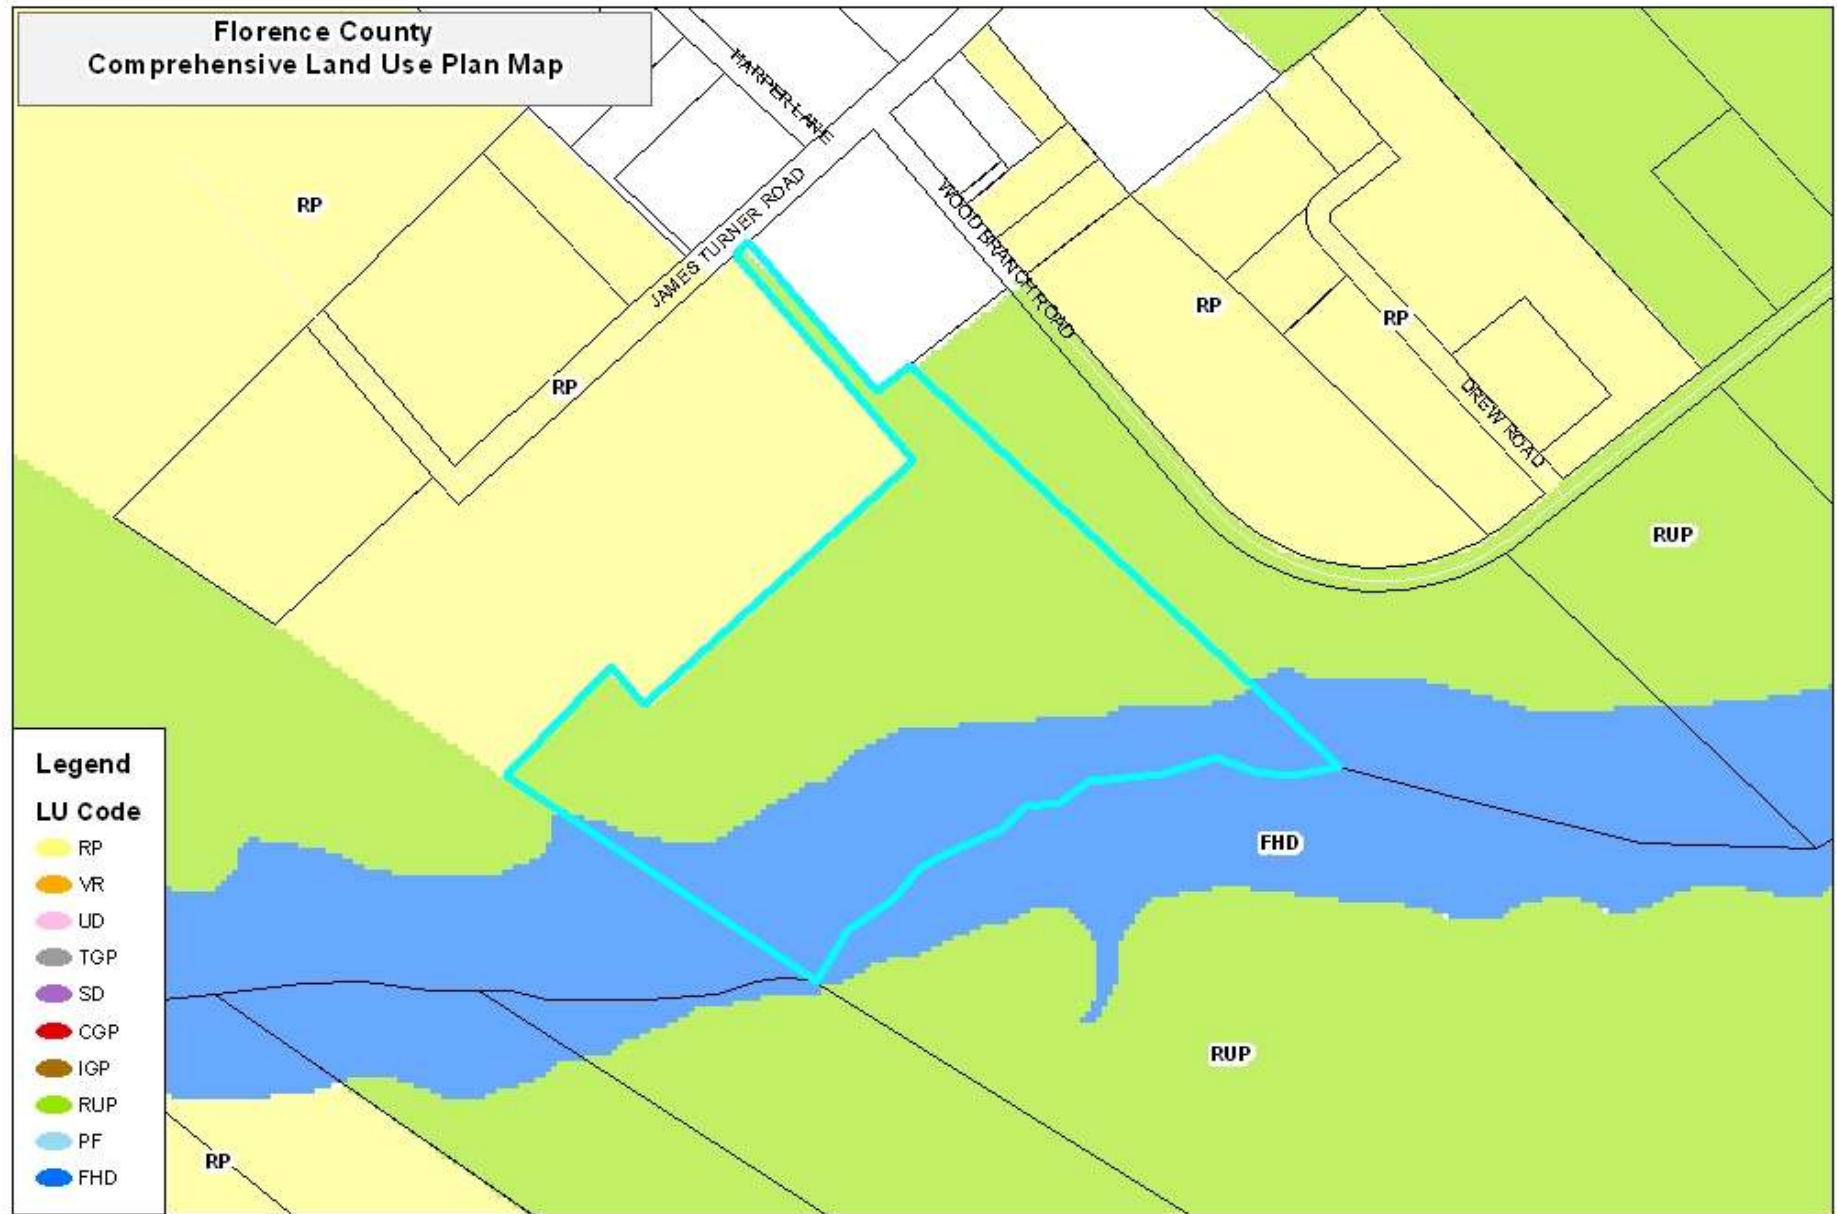 Florence County
Comprehensive Land Use Plan Map
HARPER LANE
JAMES TURNER ROAD
WOOD BRANCH ROAD
DREW ROAD
RP
RP
RP
RP
RUP
FHD
RUP
RP
Legend
LU Code
RP
VR
UD
TGP
SD
CGP
IGP
RUP
PF
FHD